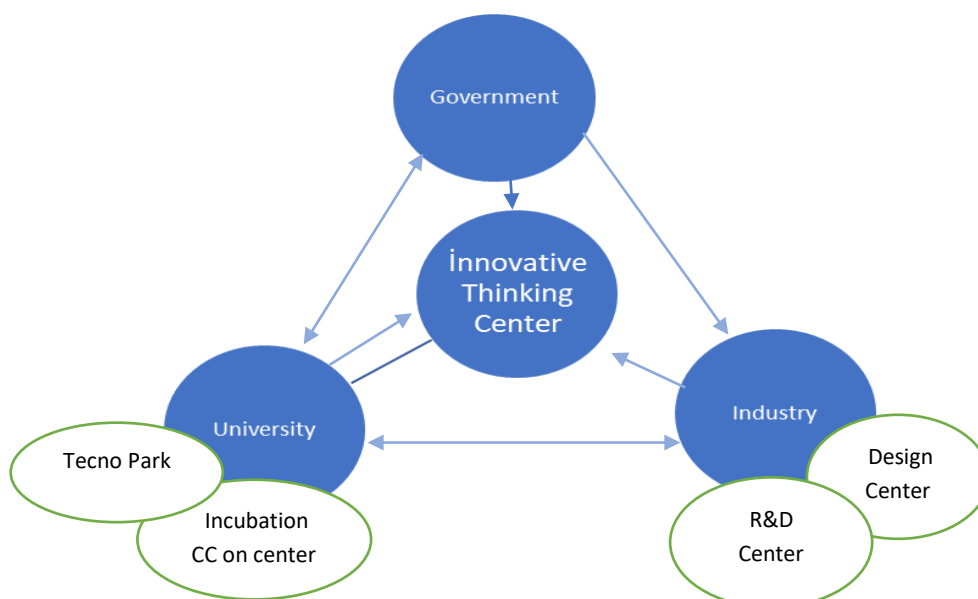 Government
İnnovative
Thinking
Center
University
Industry
Tecno Park
Incubation
CC on center
Design
Center
R&D
Center